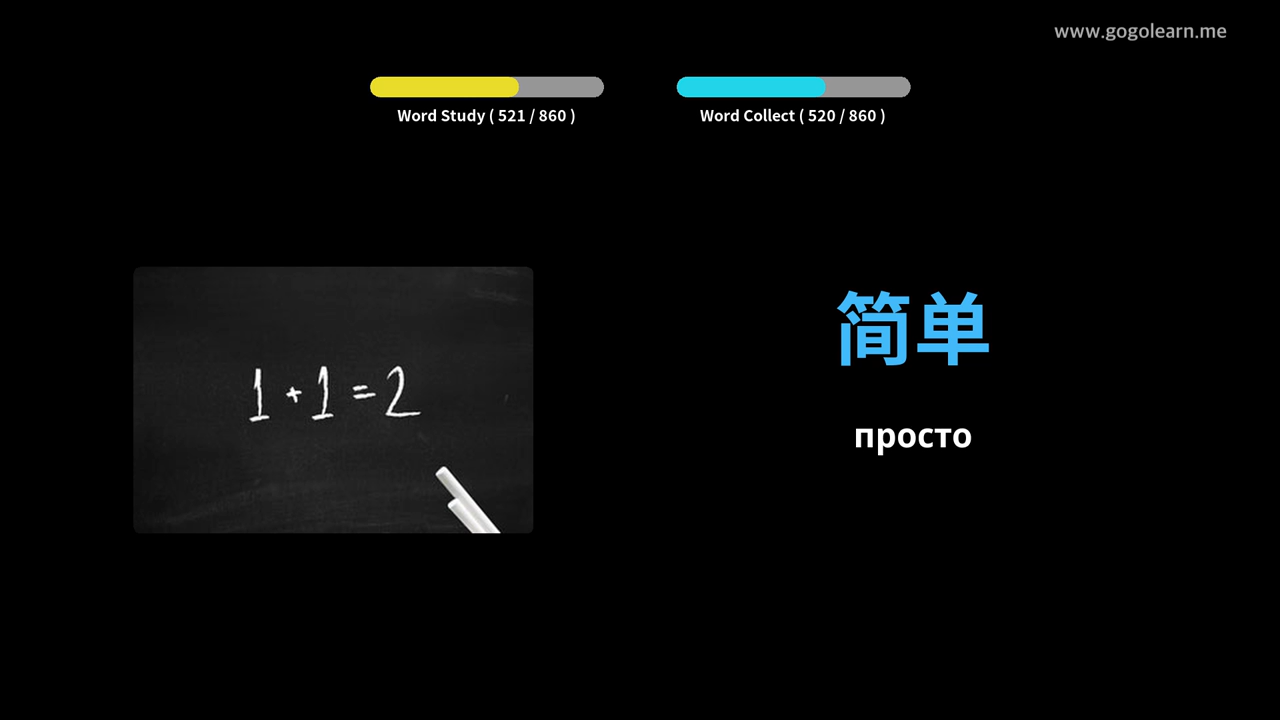 www.gogolearn.me
Word Study ( 521 / 860 )
Word Collect ( 520 / 860 )
1 + 1 = 2
简单
просто